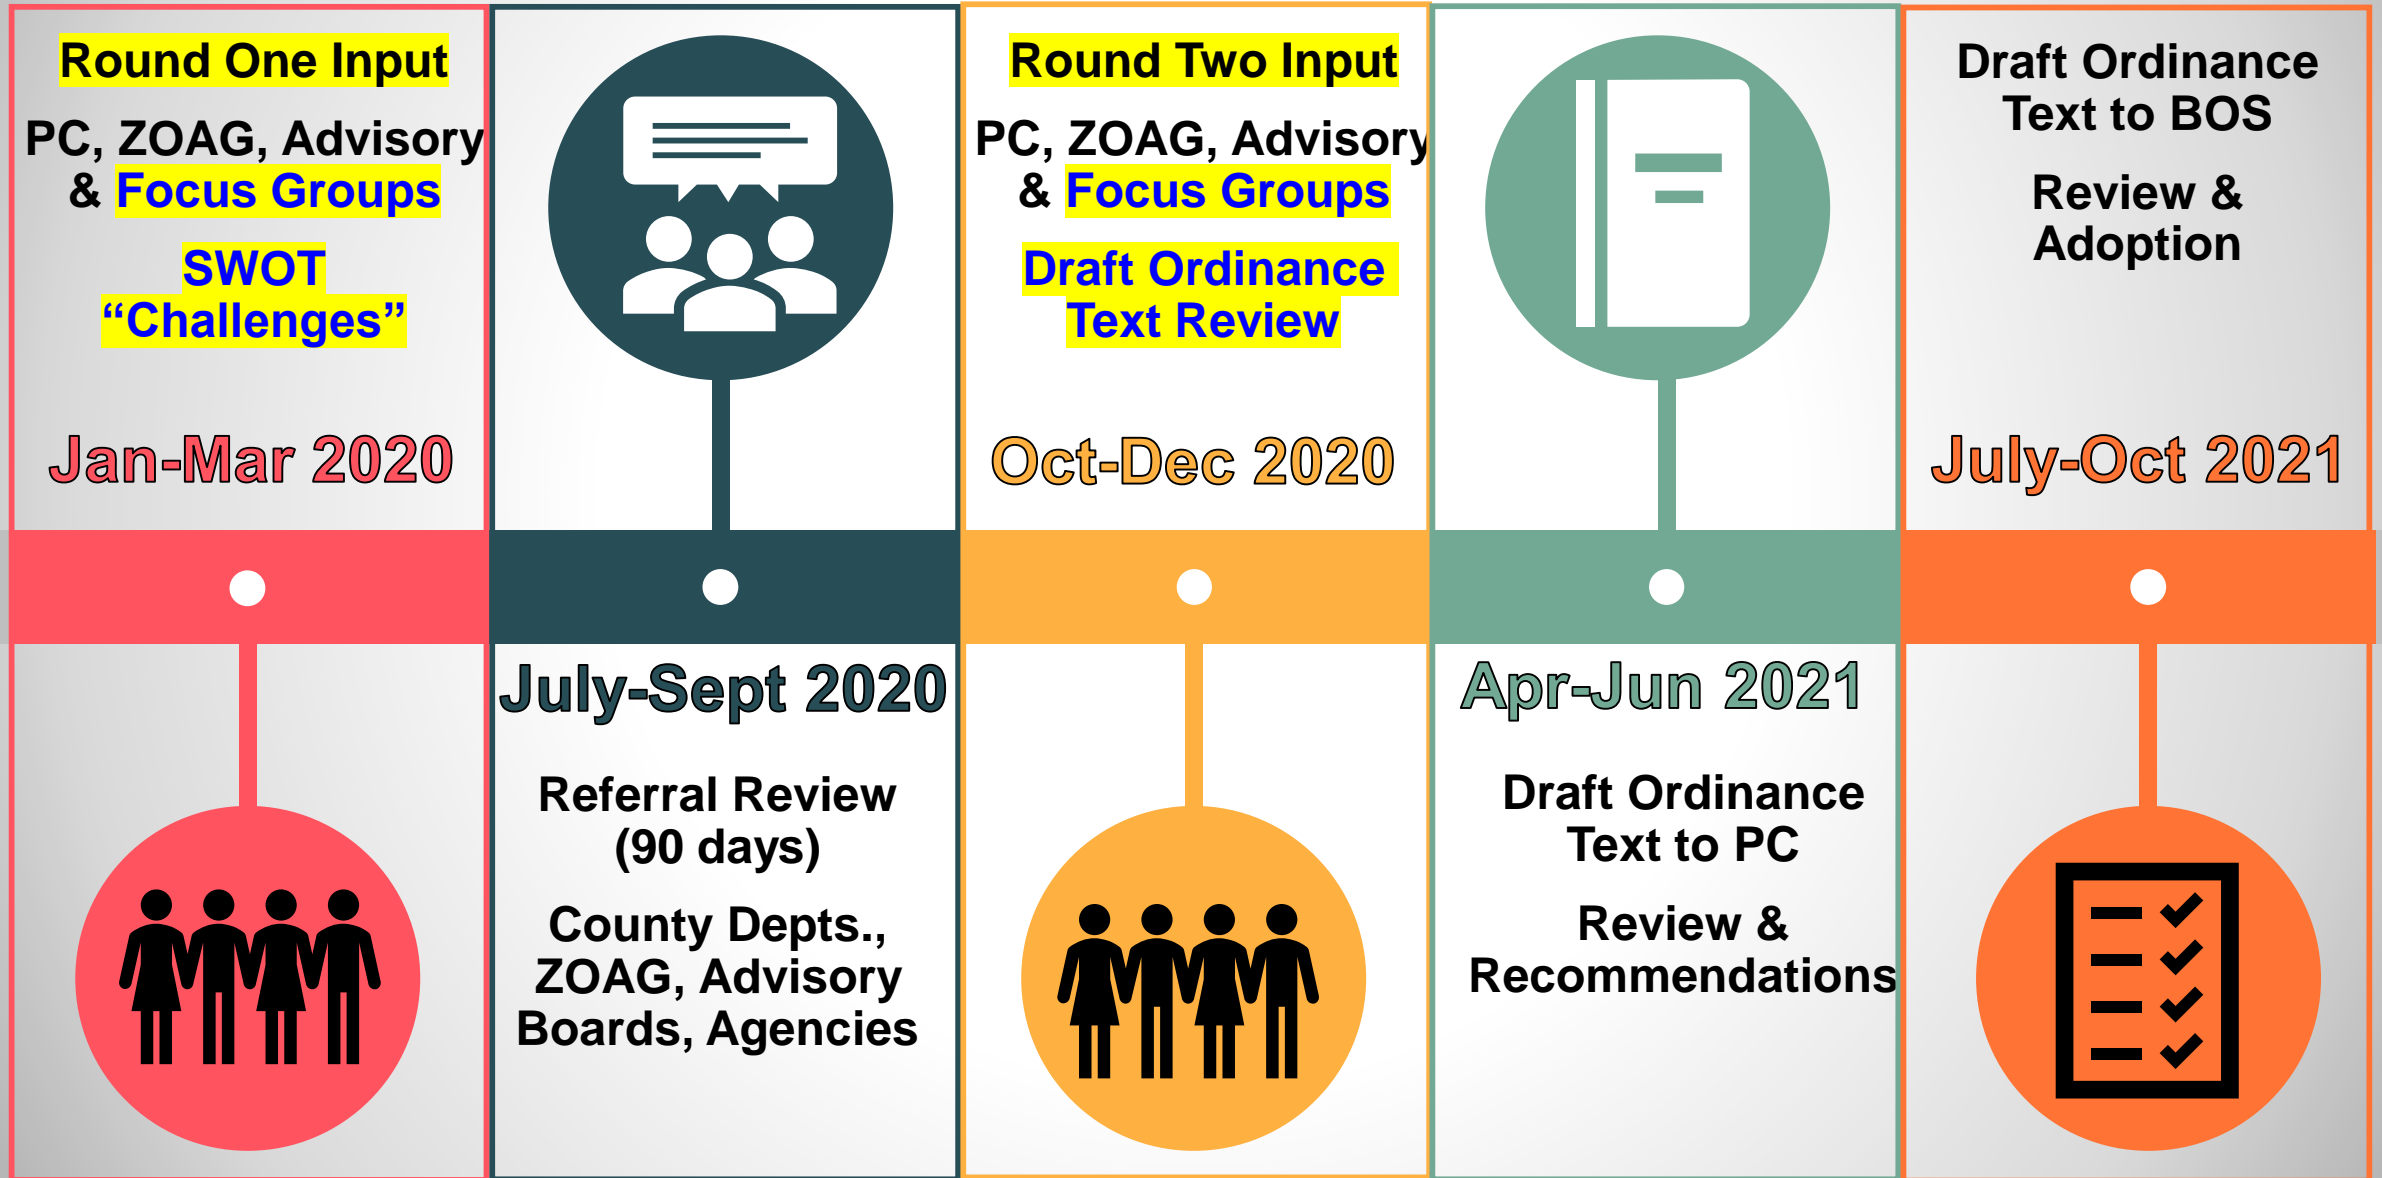 Round One Input
PC, ZOAG, Advisory
& Focus Groups
SWOT
“Challenges”
Jan-Mar 2020
July-Sept 2020
Referral Review
(90 days)
County Depts.,
ZOAG, Advisory
Boards, Agencies
Round Two Input
PC, ZOAG, Advisory
& Focus Groups
Draft Ordinance
Text Review
Oct-Dec 2020
Apr-Jun 2021
Draft Ordinance
Text to PC
Review &
Recommendations
Draft Ordinance
Text to BOS
Review &
Adoption
July-Oct 2021